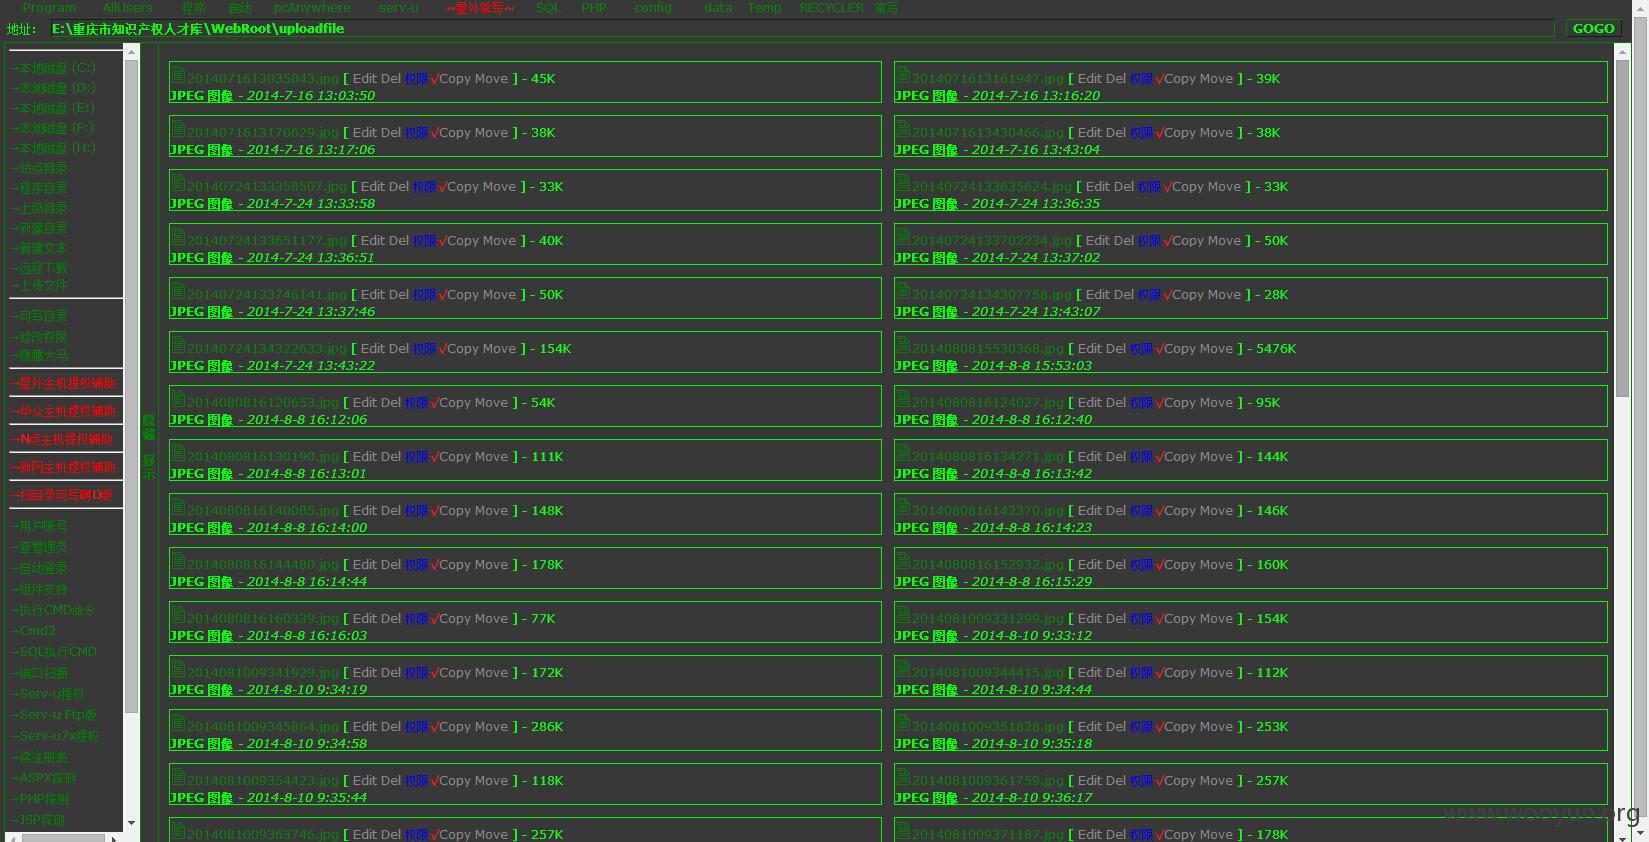 Program AllUsers 程序 启动 pcAnywhere serv-u ~星外常写~ SQL PHP config data Temp RECYCLER 常写
地址： E:\重庆市知识产权人才库\WebRoot\uploadfile GOGO
→本地磁盘 (C:)
→本地磁盘 (D:)
→本地磁盘 (E:)
→本地磁盘 (F:)
→本地磁盘 (H:)
→站点目录
→程序目录
→上级目录
→新建目录
→新建文本
→远程下载
→上传文件
→可写目录
→修改权限
→隐藏大马
→星外主机提权辅助
→华众主机提权辅助
→N点主机提权辅助
→新网主机提权辅助
→扫目录可写啊D版
→用户账号
→查管理员
→自动登录
→组件支持
→执行CMD命令
→Cmd2
→SQL执行CMD
→端口扫描
→Serv-u提权
→Serv-u Ftp版
→Serv-u7x提权
→读注册表
→ASPX探测
→PHP探测
→JSP探测
隐藏
显示
2014071613035043.jpg [ Edit Del 权限√Copy Move ] - 45K
JPEG 图像 - 2014-7-16 13:03:50
2014071613161947.jpg [ Edit Del 权限√Copy Move ] - 39K
JPEG 图像 - 2014-7-16 13:16:20
2014071613170629.jpg [ Edit Del 权限√Copy Move ] - 38K
JPEG 图像 - 2014-7-16 13:17:06
2014071613430466.jpg [ Edit Del 权限√Copy Move ] - 38K
JPEG 图像 - 2014-7-16 13:43:04
20140724133358507.jpg [ Edit Del 权限√Copy Move ] - 33K
JPEG 图像 - 2014-7-24 13:33:58
20140724133635624.jpg [ Edit Del 权限√Copy Move ] - 33K
JPEG 图像 - 2014-7-24 13:36:35
20140724133651177.jpg [ Edit Del 权限√Copy Move ] - 40K
JPEG 图像 - 2014-7-24 13:36:51
20140724133702234.jpg [ Edit Del 权限√Copy Move ] - 50K
JPEG 图像 - 2014-7-24 13:37:02
20140724133746141.jpg [ Edit Del 权限√Copy Move ] - 50K
JPEG 图像 - 2014-7-24 13:37:46
20140724134307758.jpg [ Edit Del 权限√Copy Move ] - 28K
JPEG 图像 - 2014-7-24 13:43:07
20140724134322633.jpg [ Edit Del 权限√Copy Move ] - 154K
JPEG 图像 - 2014-7-24 13:43:22
2014080815530368.jpg [ Edit Del 权限√Copy Move ] - 5476K
JPEG 图像 - 2014-8-8 15:53:03
2014080816120653.jpg [ Edit Del 权限√Copy Move ] - 54K
JPEG 图像 - 2014-8-8 16:12:06
2014080816124027.jpg [ Edit Del 权限√Copy Move ] - 95K
JPEG 图像 - 2014-8-8 16:12:40
2014080816130190.jpg [ Edit Del 权限√Copy Move ] - 111K
JPEG 图像 - 2014-8-8 16:13:01
2014080816134271.jpg [ Edit Del 权限√Copy Move ] - 144K
JPEG 图像 - 2014-8-8 16:13:42
2014080816140085.jpg [ Edit Del 权限√Copy Move ] - 148K
JPEG 图像 - 2014-8-8 16:14:00
2014080816142370.jpg [ Edit Del 权限√Copy Move ] - 146K
JPEG 图像 - 2014-8-8 16:14:23
2014080816144480.jpg [ Edit Del 权限√Copy Move ] - 178K
JPEG 图像 - 2014-8-8 16:14:44
2014080816152932.jpg [ Edit Del 权限√Copy Move ] - 160K
JPEG 图像 - 2014-8-8 16:15:29
2014080816160339.jpg [ Edit Del 权限√Copy Move ] - 77K
JPEG 图像 - 2014-8-8 16:16:03
2014081009331299.jpg [ Edit Del 权限√Copy Move ] - 154K
JPEG 图像 - 2014-8-10 9:33:12
2014081009341929.jpg [ Edit Del 权限√Copy Move ] - 172K
JPEG 图像 - 2014-8-10 9:34:19
2014081009344415.jpg [ Edit Del 权限√Copy Move ] - 112K
JPEG 图像 - 2014-8-10 9:34:44
2014081009345864.jpg [ Edit Del 权限√Copy Move ] - 286K
JPEG 图像 - 2014-8-10 9:34:58
2014081009351828.jpg [ Edit Del 权限√Copy Move ] - 253K
JPEG 图像 - 2014-8-10 9:35:18
2014081009354423.jpg [ Edit Del 权限√Copy Move ] - 118K
JPEG 图像 - 2014-8-10 9:35:44
2014081009361759.jpg [ Edit Del 权限√Copy Move ] - 257K
JPEG 图像 - 2014-8-10 9:36:17
2014081009363746.jpg [ Edit Del 权限√Copy Move ] - 257K
2014081009371187.jpg [ Edit Del 权限√Copy Move ] - 178K
www.wooyun.org